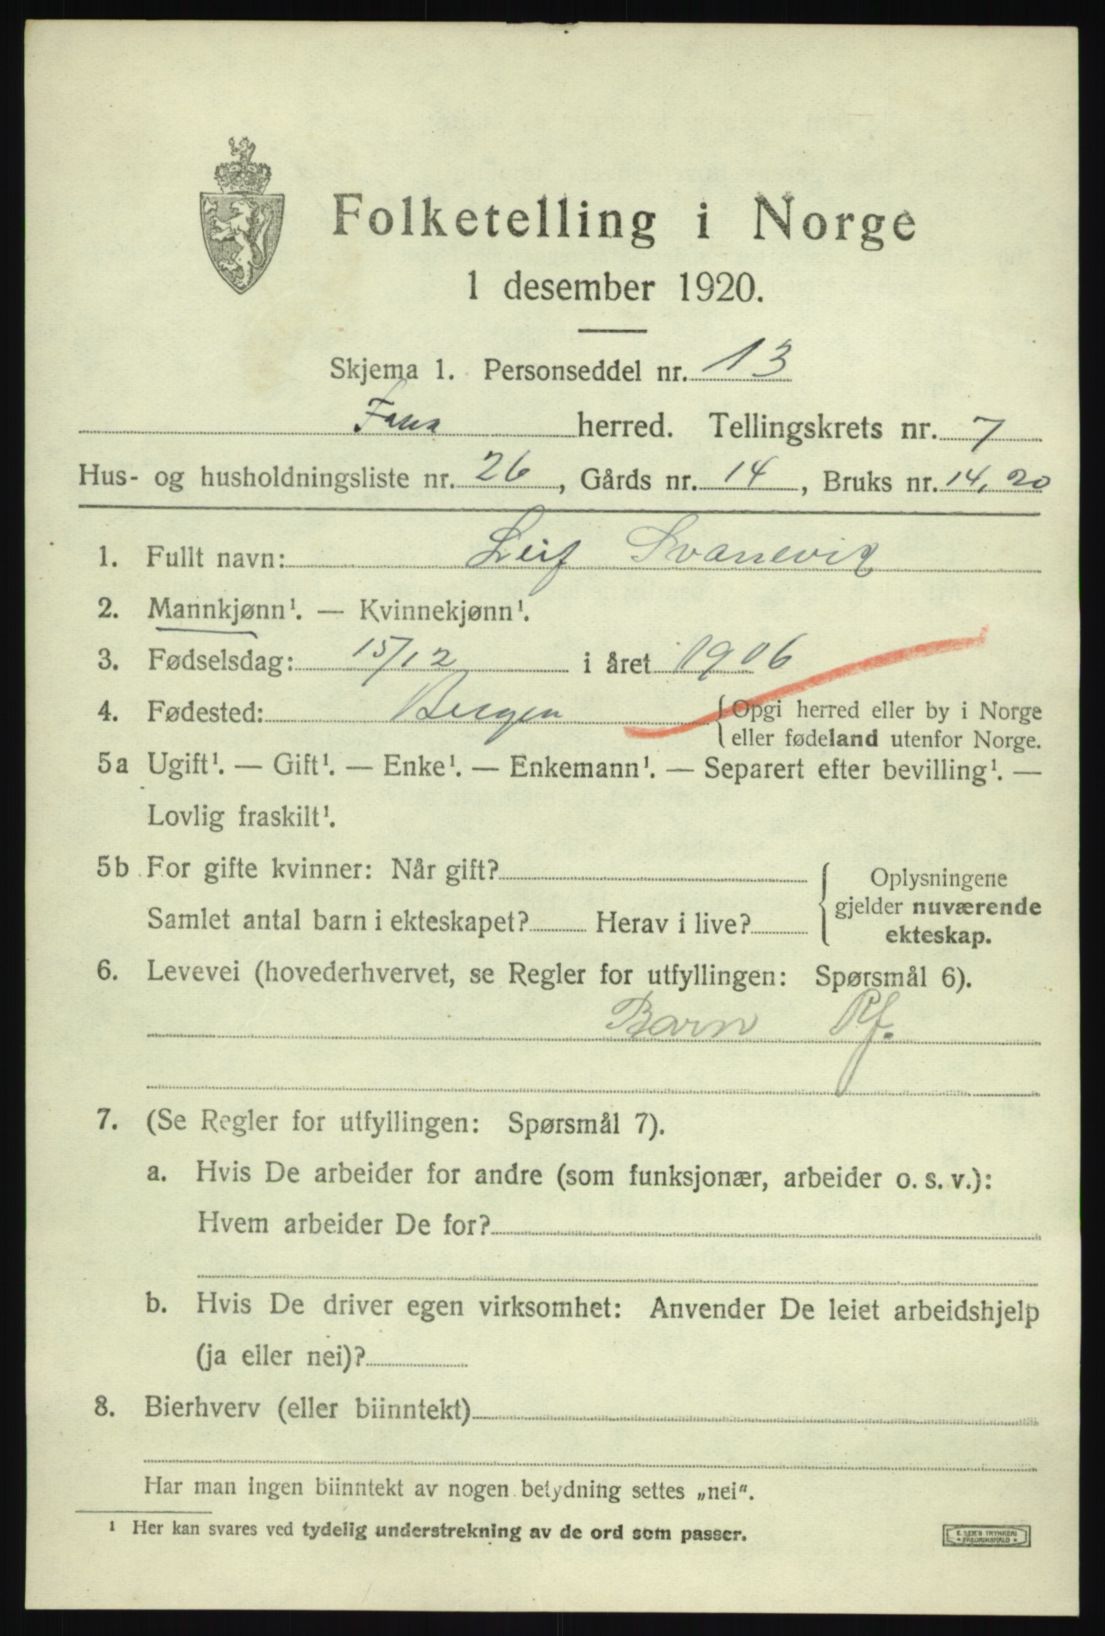 Folketelling i Norge
1 desember 1920.
Skjema 1. Personseddel nr. 13
Fana herred. Tellingskrets nr. 7
Hus- og husholdningsliste nr. 26, Gårds nr. 14, Bruks nr. 14, 20
1. Fullt navn: Leif Svanevig
2. Mannkjønn¹. — Kvinnekjønn¹.
3. Fødselsdag: 15/12 i året 1906
4. Fødested: Bergen {Opgi herred eller by i Norge
eller fødeland utenfor Norge.
5a Ugift¹. — Gift¹. — Enke¹. — Enkemann¹. — Separert efter bevilling¹. —
Lovlig fraskilt¹.
5b For gifte kvinner: Når gift?
Samlet antal barn i ekteskapet? Herav i live?
{Oplysningene
gjelder nuværende
ekteskap.
6. Levevei (hovederhvervet, se Regler for utfyllingen: Spørsmål 6).
Barn Pf.
7. (Se Regler for utfyllingen: Spørsmål 7).
a. Hvis De arbeider for andre (som funksjonær, arbeider o. s. v.):
Hvem arbeider De for?
b. Hvis De driver egen virksomhet: Anvender De leiet arbeidshjelp
(ja eller nei)?
8. Bierhverv (eller biinntekt)
Har man ingen biinntekt av nogen betydning settes „nei".
¹ Her kan svares ved tydelig understrekning av de ord som passer.